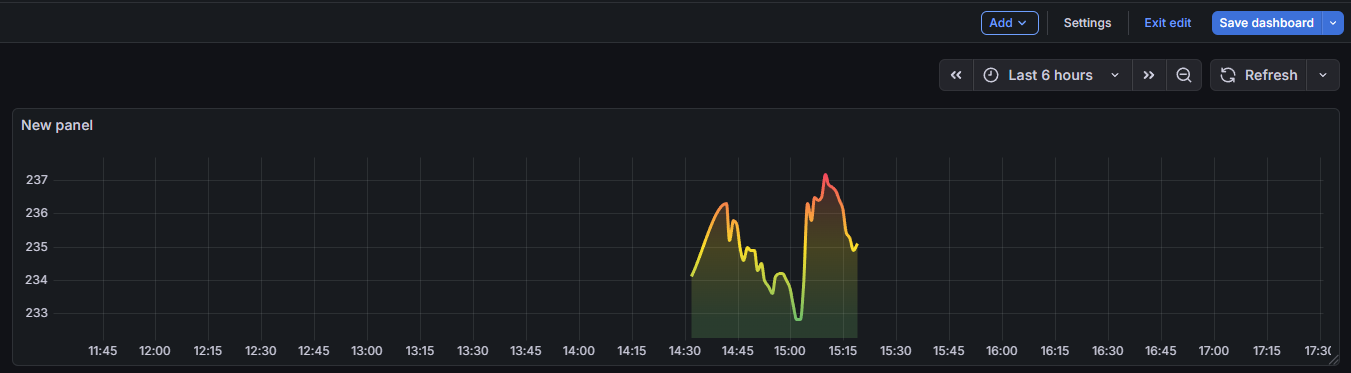 Add Settings Exit edit Save dashboard
Last 6 hours Refresh
New panel
237
236
235
234
233
11:45 12:00 12:15 12:30 12:45 13:00 13:15 13:30 13:45 14:00 14:15 14:30 14:45 15:00 15:15 15:30 15:45 16:00 16:15 16:30 16:45 17:00 17:15 17:30